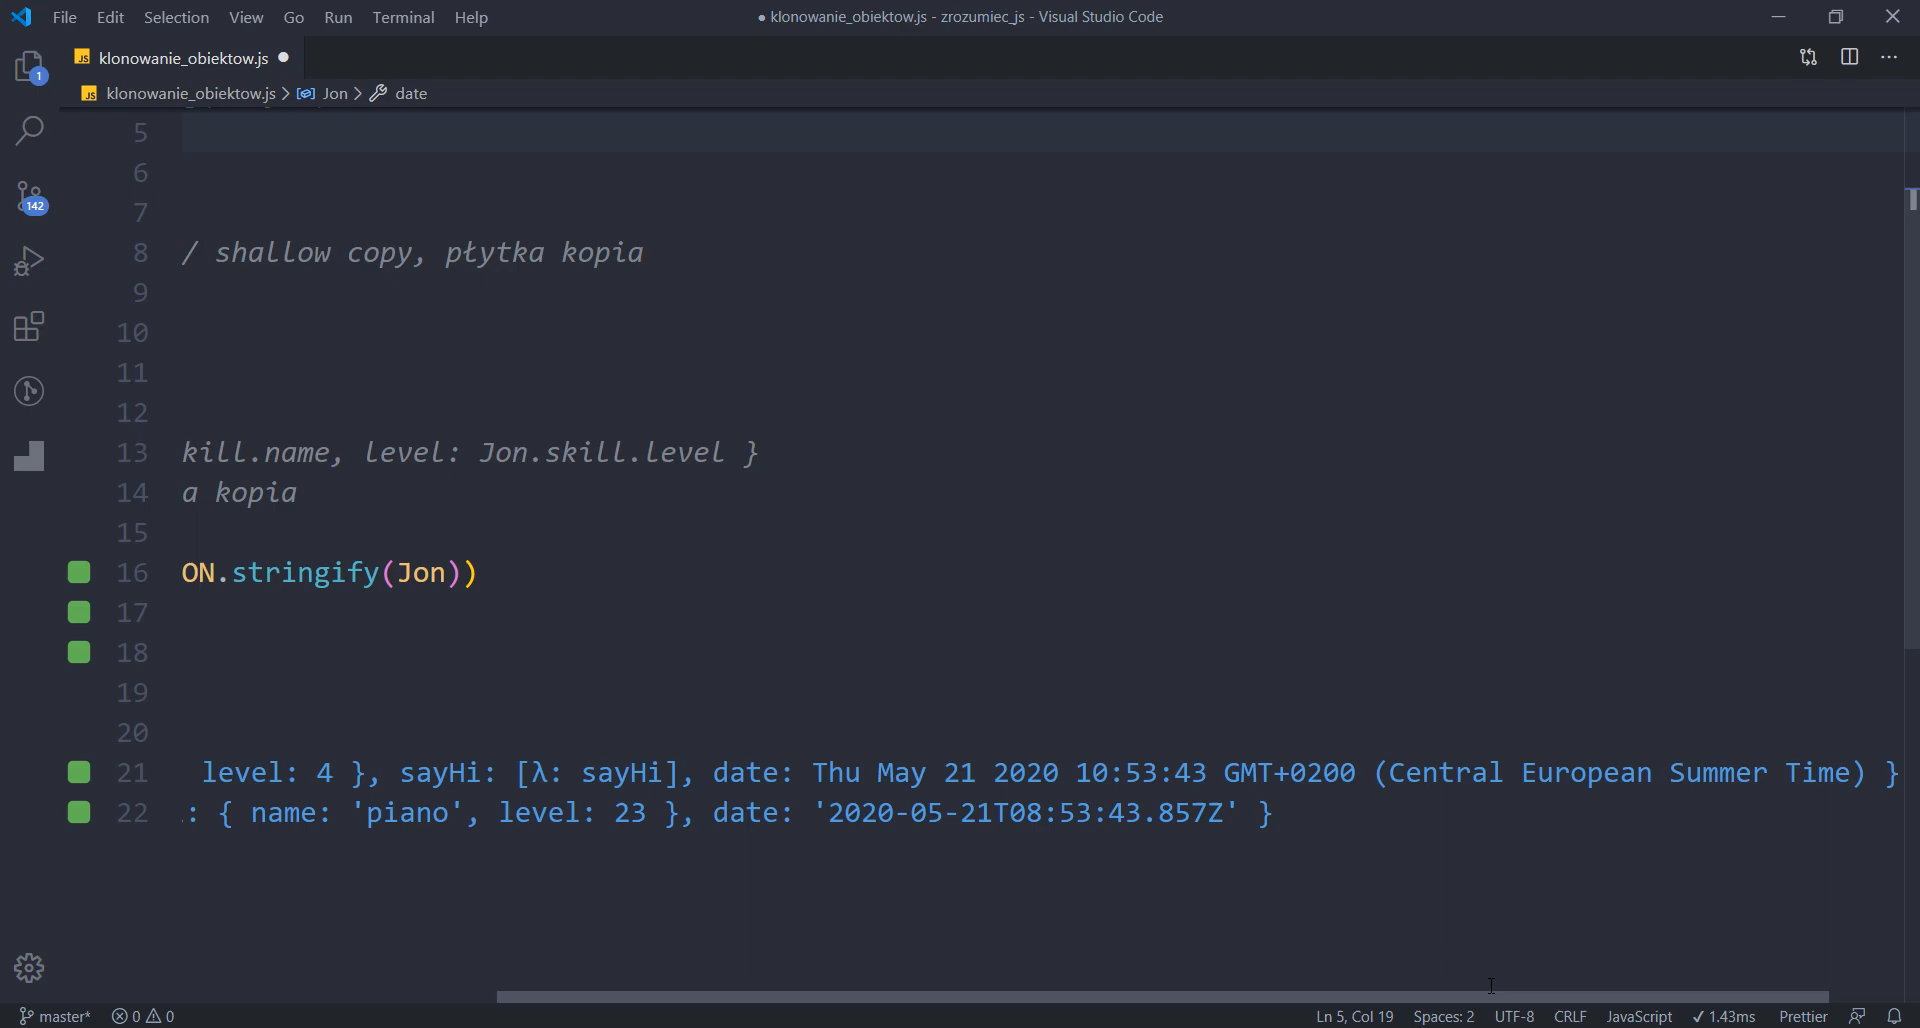 File Edit Selection View Go Run Terminal Help
● klonowanie_obiektow.js - zrozumiec_js - Visual Studio Code
JS klonowanie_obiektow.js ●
JS klonowanie_obiektow.js > Jon > date
1
142
5
6
7
8 / shallow copy, płytka kopia
9
10
11
12
13 kill.name, level: Jon.skill.level }
14 a kopia
15
16 ON.stringify(Jon))
17
18
19
20
21 level: 4 }, sayHi: [λ: sayHi], date: Thu May 21 2020 10:53:43 GMT+0200 (Central European Summer Time) }
22 : { name: 'piano', level: 23 }, date: '2020-05-21T08:53:43.857Z' }
master* 0 0 Ln 5, Col 19 Spaces: 2 UTF-8 CRLF JavaScript ✓ 1.43ms Prettier